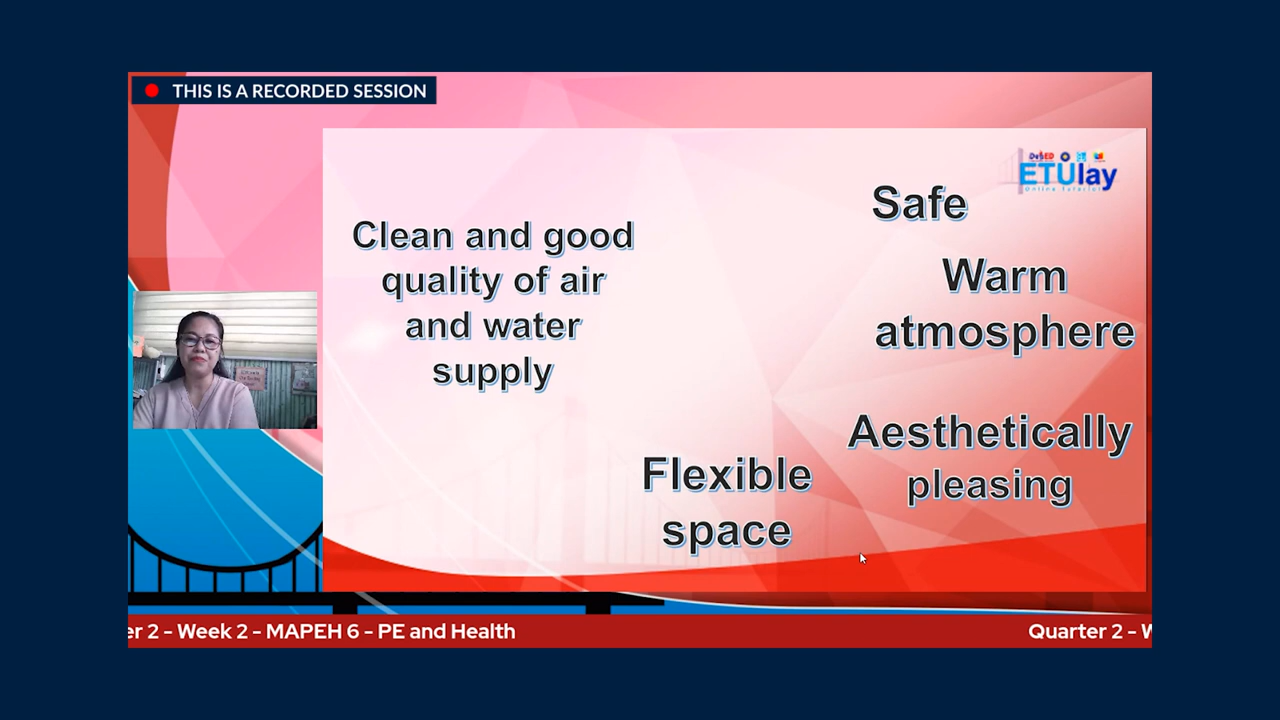 THIS IS A RECORDED SESSION
DepED
ETUlay
Online Tutorial
Safe
Clean and good
quality of air
and water
supply
Warm
atmosphere
Aesthetically
pleasing
Flexible
space
er 2 - Week 2 - MAPEH 6 - PE and Health
Quarter 2 - W